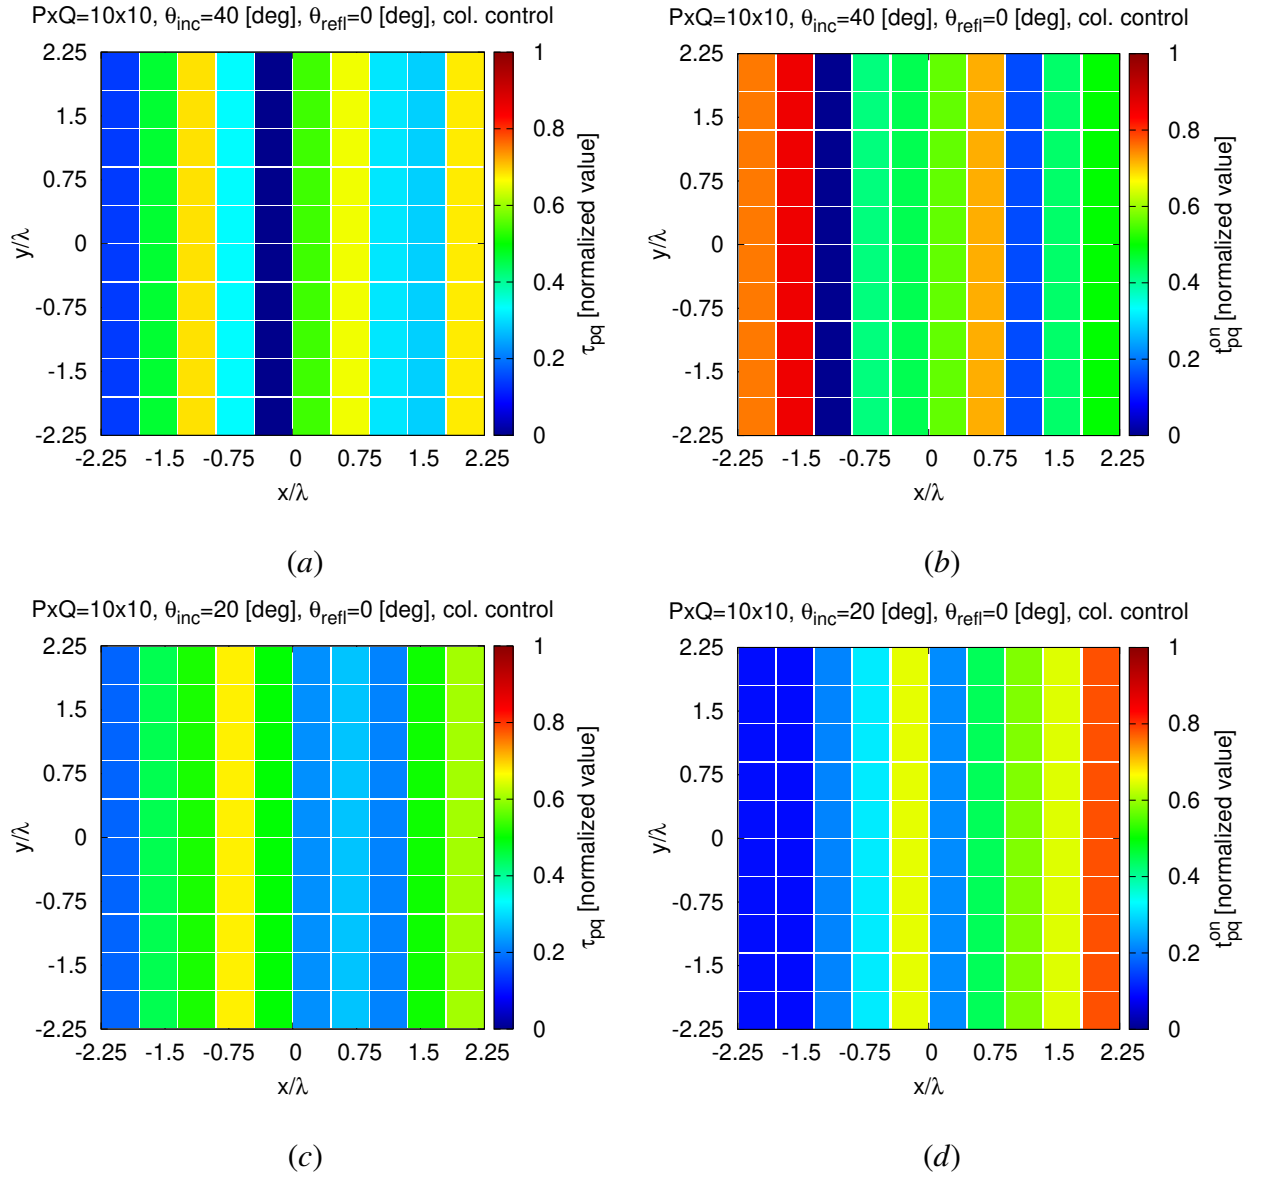 PxQ=10x10, θinc=40 [deg], θrefl=0 [deg], col. control
2.25
1.5
0.75
0
-0.75
-1.5
-2.25
y/λ
-2.25 -1.5 -0.75 0 0.75 1.5 2.25
x/λ
1
0.8
0.6
0.4
0.2
0
τpq [normalized value]
(a)
PxQ=10x10, θinc=40 [deg], θrefl=0 [deg], col. control
2.25
1.5
0.75
0
-0.75
-1.5
-2.25
y/λ
-2.25 -1.5 -0.75 0 0.75 1.5 2.25
x/λ
1
0.8
0.6
0.4
0.2
0
t^on_pq [normalized value]
(b)
PxQ=10x10, θinc=20 [deg], θrefl=0 [deg], col. control
2.25
1.5
0.75
0
-0.75
-1.5
-2.25
y/λ
-2.25 -1.5 -0.75 0 0.75 1.5 2.25
x/λ
1
0.8
0.6
0.4
0.2
0
τpq [normalized value]
(c)
PxQ=10x10, θinc=20 [deg], θrefl=0 [deg], col. control
2.25
1.5
0.75
0
-0.75
-1.5
-2.25
y/λ
-2.25 -1.5 -0.75 0 0.75 1.5 2.25
x/λ
1
0.8
0.6
0.4
0.2
0
t^on_pq [normalized value]
(d)